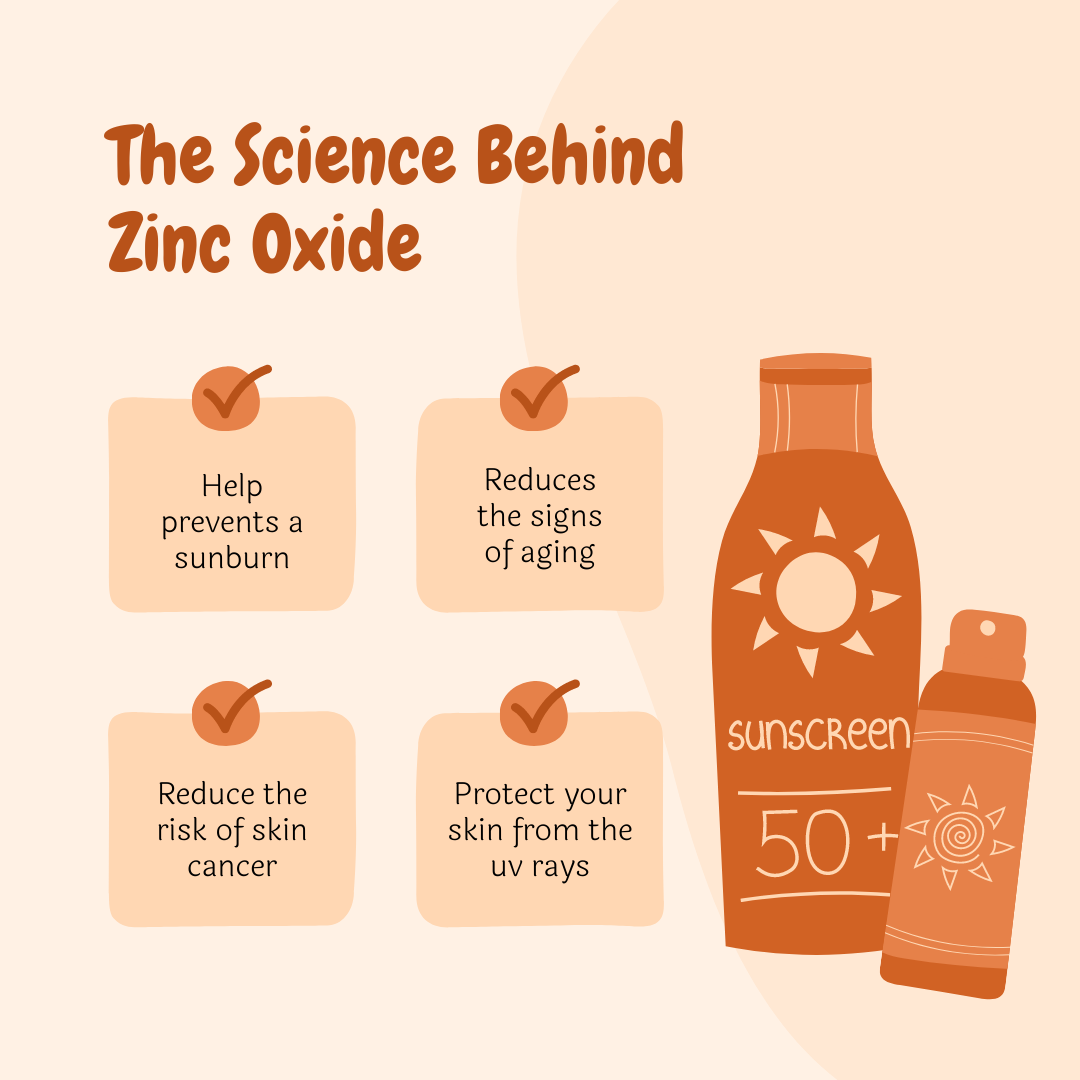 The Science Behind
Zinc Oxide
Help
prevents a
sunburn
Reduces
the signs
of aging
Reduce the
risk of skin
cancer
Protect your
skin from the
uv rays
sunscreen
50 +